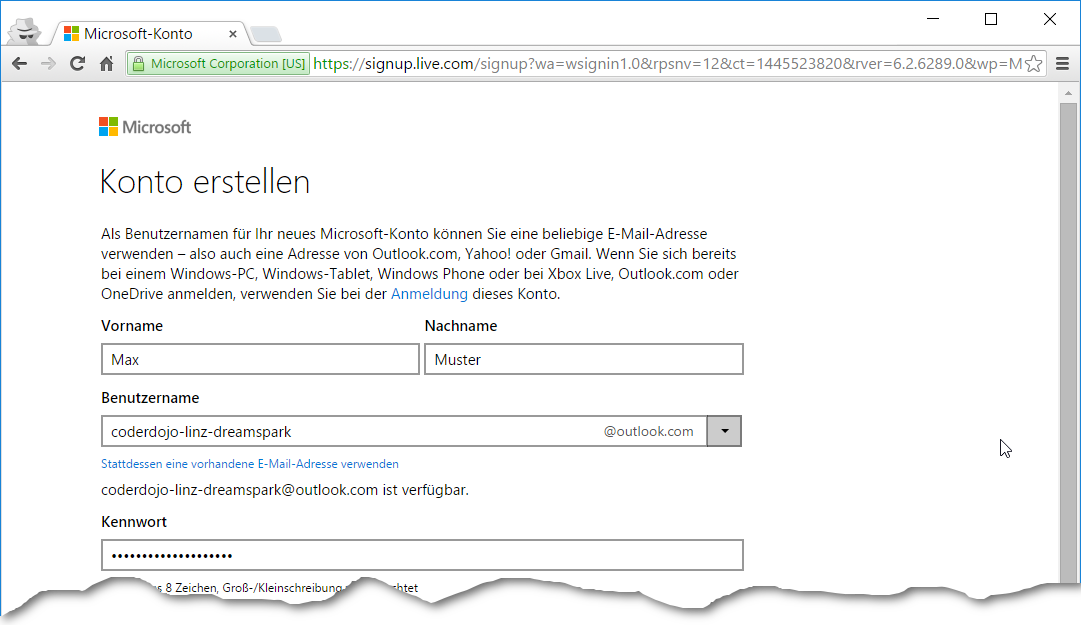 Microsoft-Konto
Microsoft Corporation [US] https://signup.live.com/signup?wa=wsignin1.0&rpsnv=12&ct=1445523820&rver=6.2.6289.0&wp=M
Microsoft
Konto erstellen
Als Benutzernamen für Ihr neues Microsoft-Konto können Sie eine beliebige E-Mail-Adresse
verwenden – also auch eine Adresse von Outlook.com, Yahoo! oder Gmail. Wenn Sie sich bereits
bei einem Windows-PC, Windows-Tablet, Windows Phone oder bei Xbox Live, Outlook.com oder
OneDrive anmelden, verwenden Sie bei der Anmeldung dieses Konto.
Vorname Nachname
Max Muster
Benutzername
coderdojo-linz-dreamspark @outlook.com
Stattdessen eine vorhandene E-Mail-Adresse verwenden
coderdojo-linz-dreamspark@outlook.com ist verfügbar.
Kennwort
••••••••••••••••••••
8 Zeichen, Groß-/Kleinschreibung